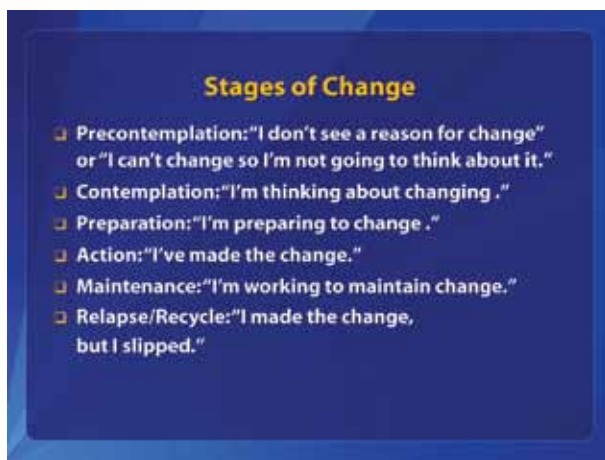 Stages of Change
Precontemplation:“I don’t see a reason for change”
or “I can’t change so I’m not going to think about it.”
Contemplation:“I’m thinking about changing .”
Preparation:“I’m preparing to change .”
Action:“I’ve made the change.”
Maintenance:“I’m working to maintain change.”
Relapse/Recycle:“I made the change,
but I slipped.”